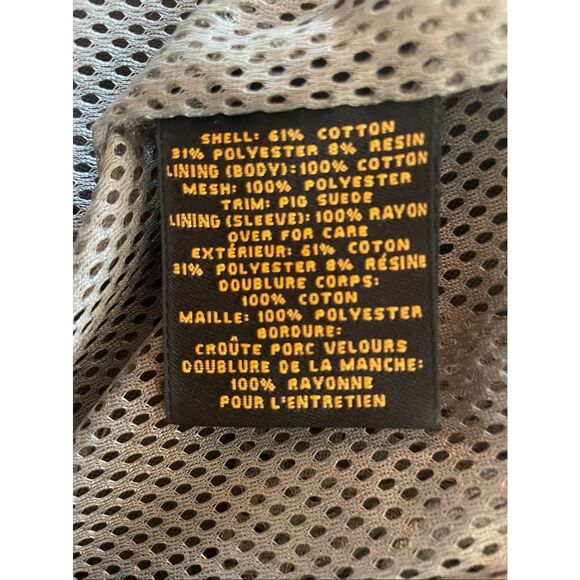 SHELL: 61% COTTON
31% POLYESTER 8% RESIN
LINING (BODY): 100% COTTON
MESH: 100% POLYESTER
TRIM: PIG SUEDE
LINING (SLEEVE): 100% RAYON
OVER FOR CARE
EXTÉRIEUR: 61% COTON
31% POLYESTER 8% RÉSINE
DOUBLURE CORPS:
100% COTON
MAILLE: 100% POLYESTER
BORDURE:
CROÛTE PORC VELOURS
DOUBLURE DE LA MANCHE:
100% RAYONNE
POUR L'ENTRETIEN